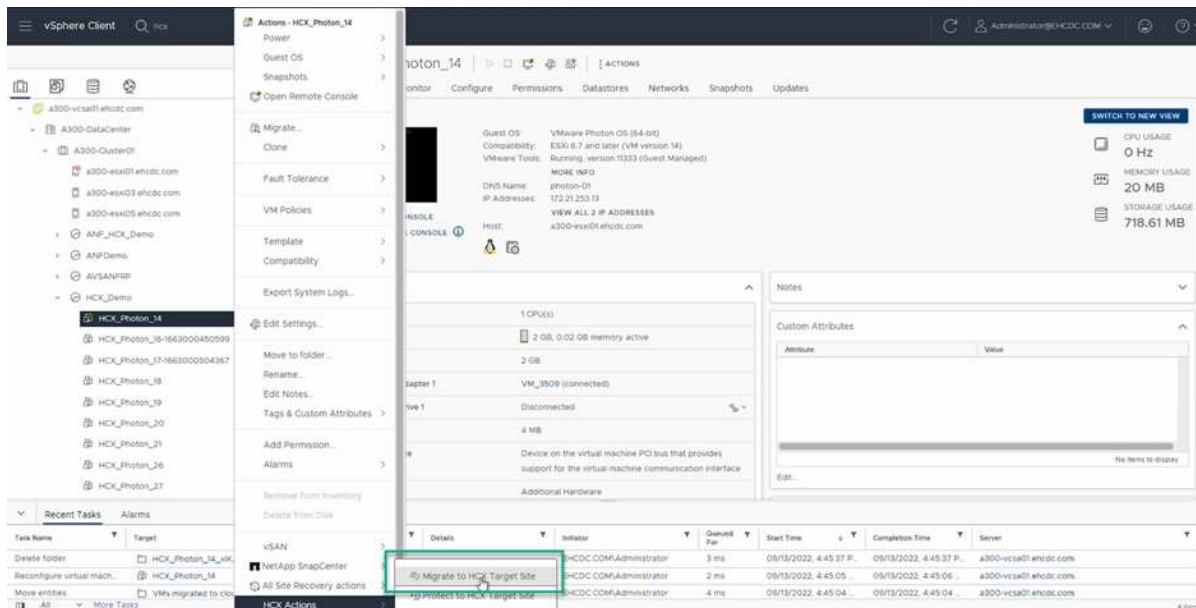 vSphere Client
hcx
Administrator@EHCDC.COM
a300-vcsa01.ehcdc.com
A300-DataCenter
A300-Cluster01
a300-esxi01.ehcdc.com
a300-esxi03.ehcdc.com
a300-esxi05.ehcdc.com
ANF_HCX_Demo
ANFDemo
AVSANFRP
HCX_Demo
HCX_Photon_14
HCX_Photon_16-1663000450599
HCX_Photon_17-1663000904367
HCX_Photon_18
HCX_Photon_19
HCX_Photon_20
HCX_Photon_21
HCX_Photon_26
HCX_Photon_27
Actions - HCX_Photon_14
Power
Guest OS
Snapshots
Open Remote Console
Migrate...
Clone
Fault Tolerance
VM Policies
Template
Compatibility
Export System Logs...
Edit Settings...
Move to folder...
Rename...
Edit Notes...
Tags & Custom Attributes
Add Permission...
Alarms
Remove from Inventory
Delete from Disk
vSAN
NetApp SnapCenter
All Site Recovery actions
HCX Actions
Migrate to HCX Target Site
Protect to HCX Target Site
hoton_14
ACTIONS
onitor Configure Permissions Datastores Networks Snapshots Updates
SWITCH TO NEW VIEW
Guest OS: VMware Photon OS (64-bit)
Compatibility: ESXi 6.7 and later (VM version 14)
VMware Tools: Running, version:11333 (Guest Managed)
MORE INFO
DNS Name: photon-01
IP Addresses: 172.21.253.13
VIEW ALL 2 IP ADDRESSES
Host: a300-esxi01.ehcdc.com
ONSOLE
CONSOLE
CPU USAGE
0 Hz
MEMORY USAGE
20 MB
STORAGE USAGE
718.61 MB
1 CPU(s)
2 GB, 0.02 GB memory active
2 GB
dapter 1 VM_3509 (connected)
rive 1 Disconnected
4 MB
Device on the virtual machine PCI bus that provides
support for the virtual machine communication interface
Additional Hardware
Notes
Custom Attributes
Attribute Value
No items to display
Edit...
Recent Tasks Alarms
Task Name Target Details Initiator Queued For Start Time Completion Time Server
Delete folder HCX_Photon_14 EHCDC.COM\Administrator 3 ms 09/13/2022, 4:45:37 P... 09/13/2022, 4:45:37 P... a300-vcsa01.ehcdc.com
Reconfigure virtual mach... HCX_Photon_14 EHCDC.COM\Administrator 2 ms 09/13/2022, 4:45:05 ... 09/13/2022, 4:45:06 ... a300-vcsa01.ehcdc.com
Move entities VMs migrated to clou EHCDC.COM\Administrator 4 ms 09/13/2022, 4:45:04 ... 09/13/2022, 4:45:04 ... a300-vcsa01.ehcdc.com
All More Tasks